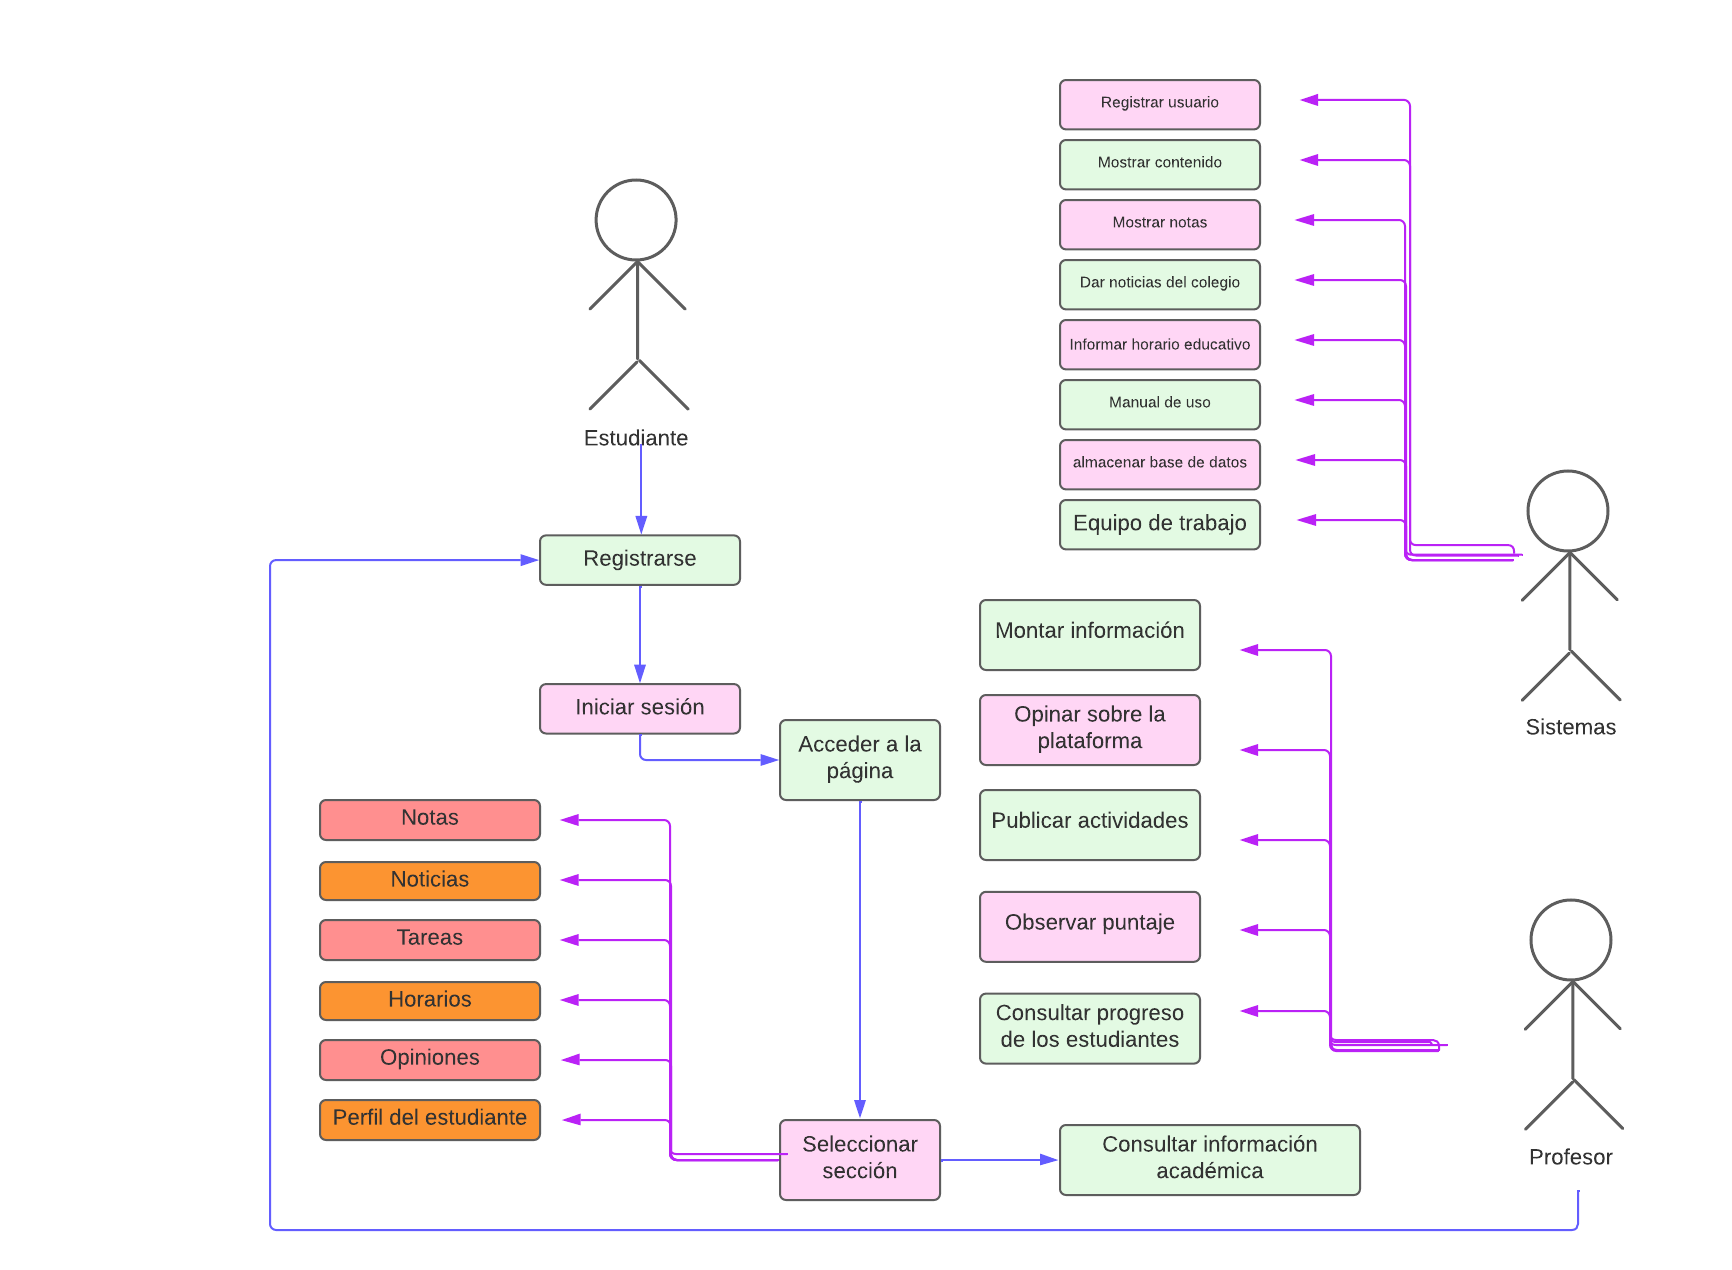 Registrar usuario
Mostrar contenido
Mostrar notas
Dar noticias del colegio
Informar horario educativo
Manual de uso
almacenar base de datos
Equipo de trabajo
Estudiante
Registrarse
Iniciar sesión
Acceder a la
página
Montar información
Opinar sobre la
plataforma
Publicar actividades
Observar puntaje
Consultar progreso
de los estudiantes
Sistemas
Notas
Noticias
Tareas
Horarios
Opiniones
Perfil del estudiante
Seleccionar
sección
Consultar información
académica
Profesor